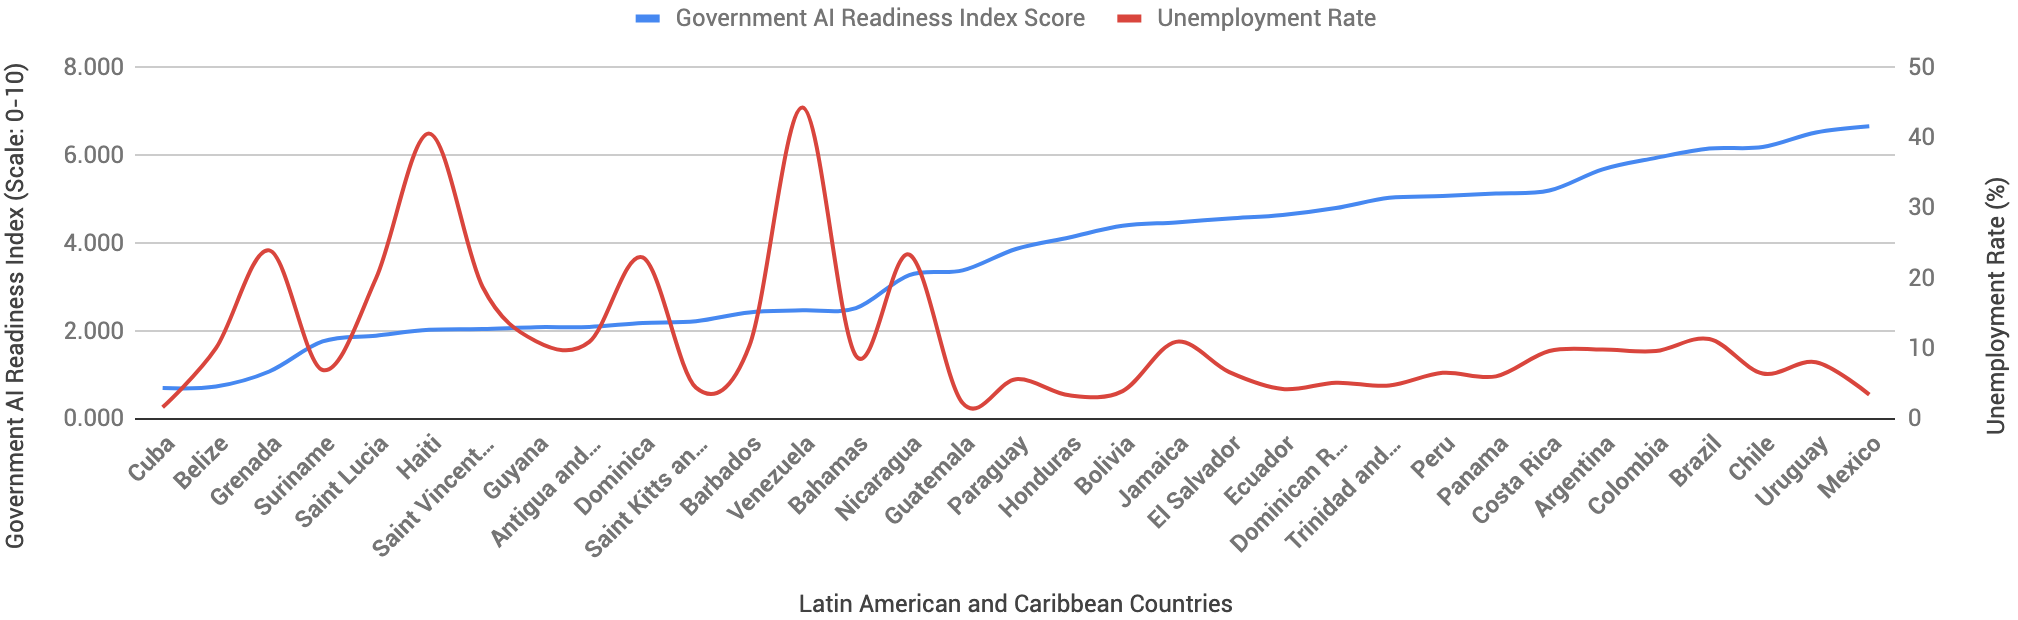 Government AI Readiness Index Score
Unemployment Rate
Government AI Readiness Index (Scale: 0-10)
8.000
6.000
4.000
2.000
0.000
50
40
30
20
10
0
Unemployment Rate (%)
Cuba
Belize
Grenada
Suriname
Saint Lucia
Haiti
Saint Vincent...
Guyana
Antigua and...
Dominica
Saint Kitts an...
Barbados
Venezuela
Bahamas
Nicaragua
Guatemala
Paraguay
Honduras
Bolivia
Jamaica
El Salvador
Ecuador
Dominican R...
Trinidad and...
Peru
Panama
Costa Rica
Argentina
Colombia
Brazil
Chile
Uruguay
Mexico
Latin American and Caribbean Countries